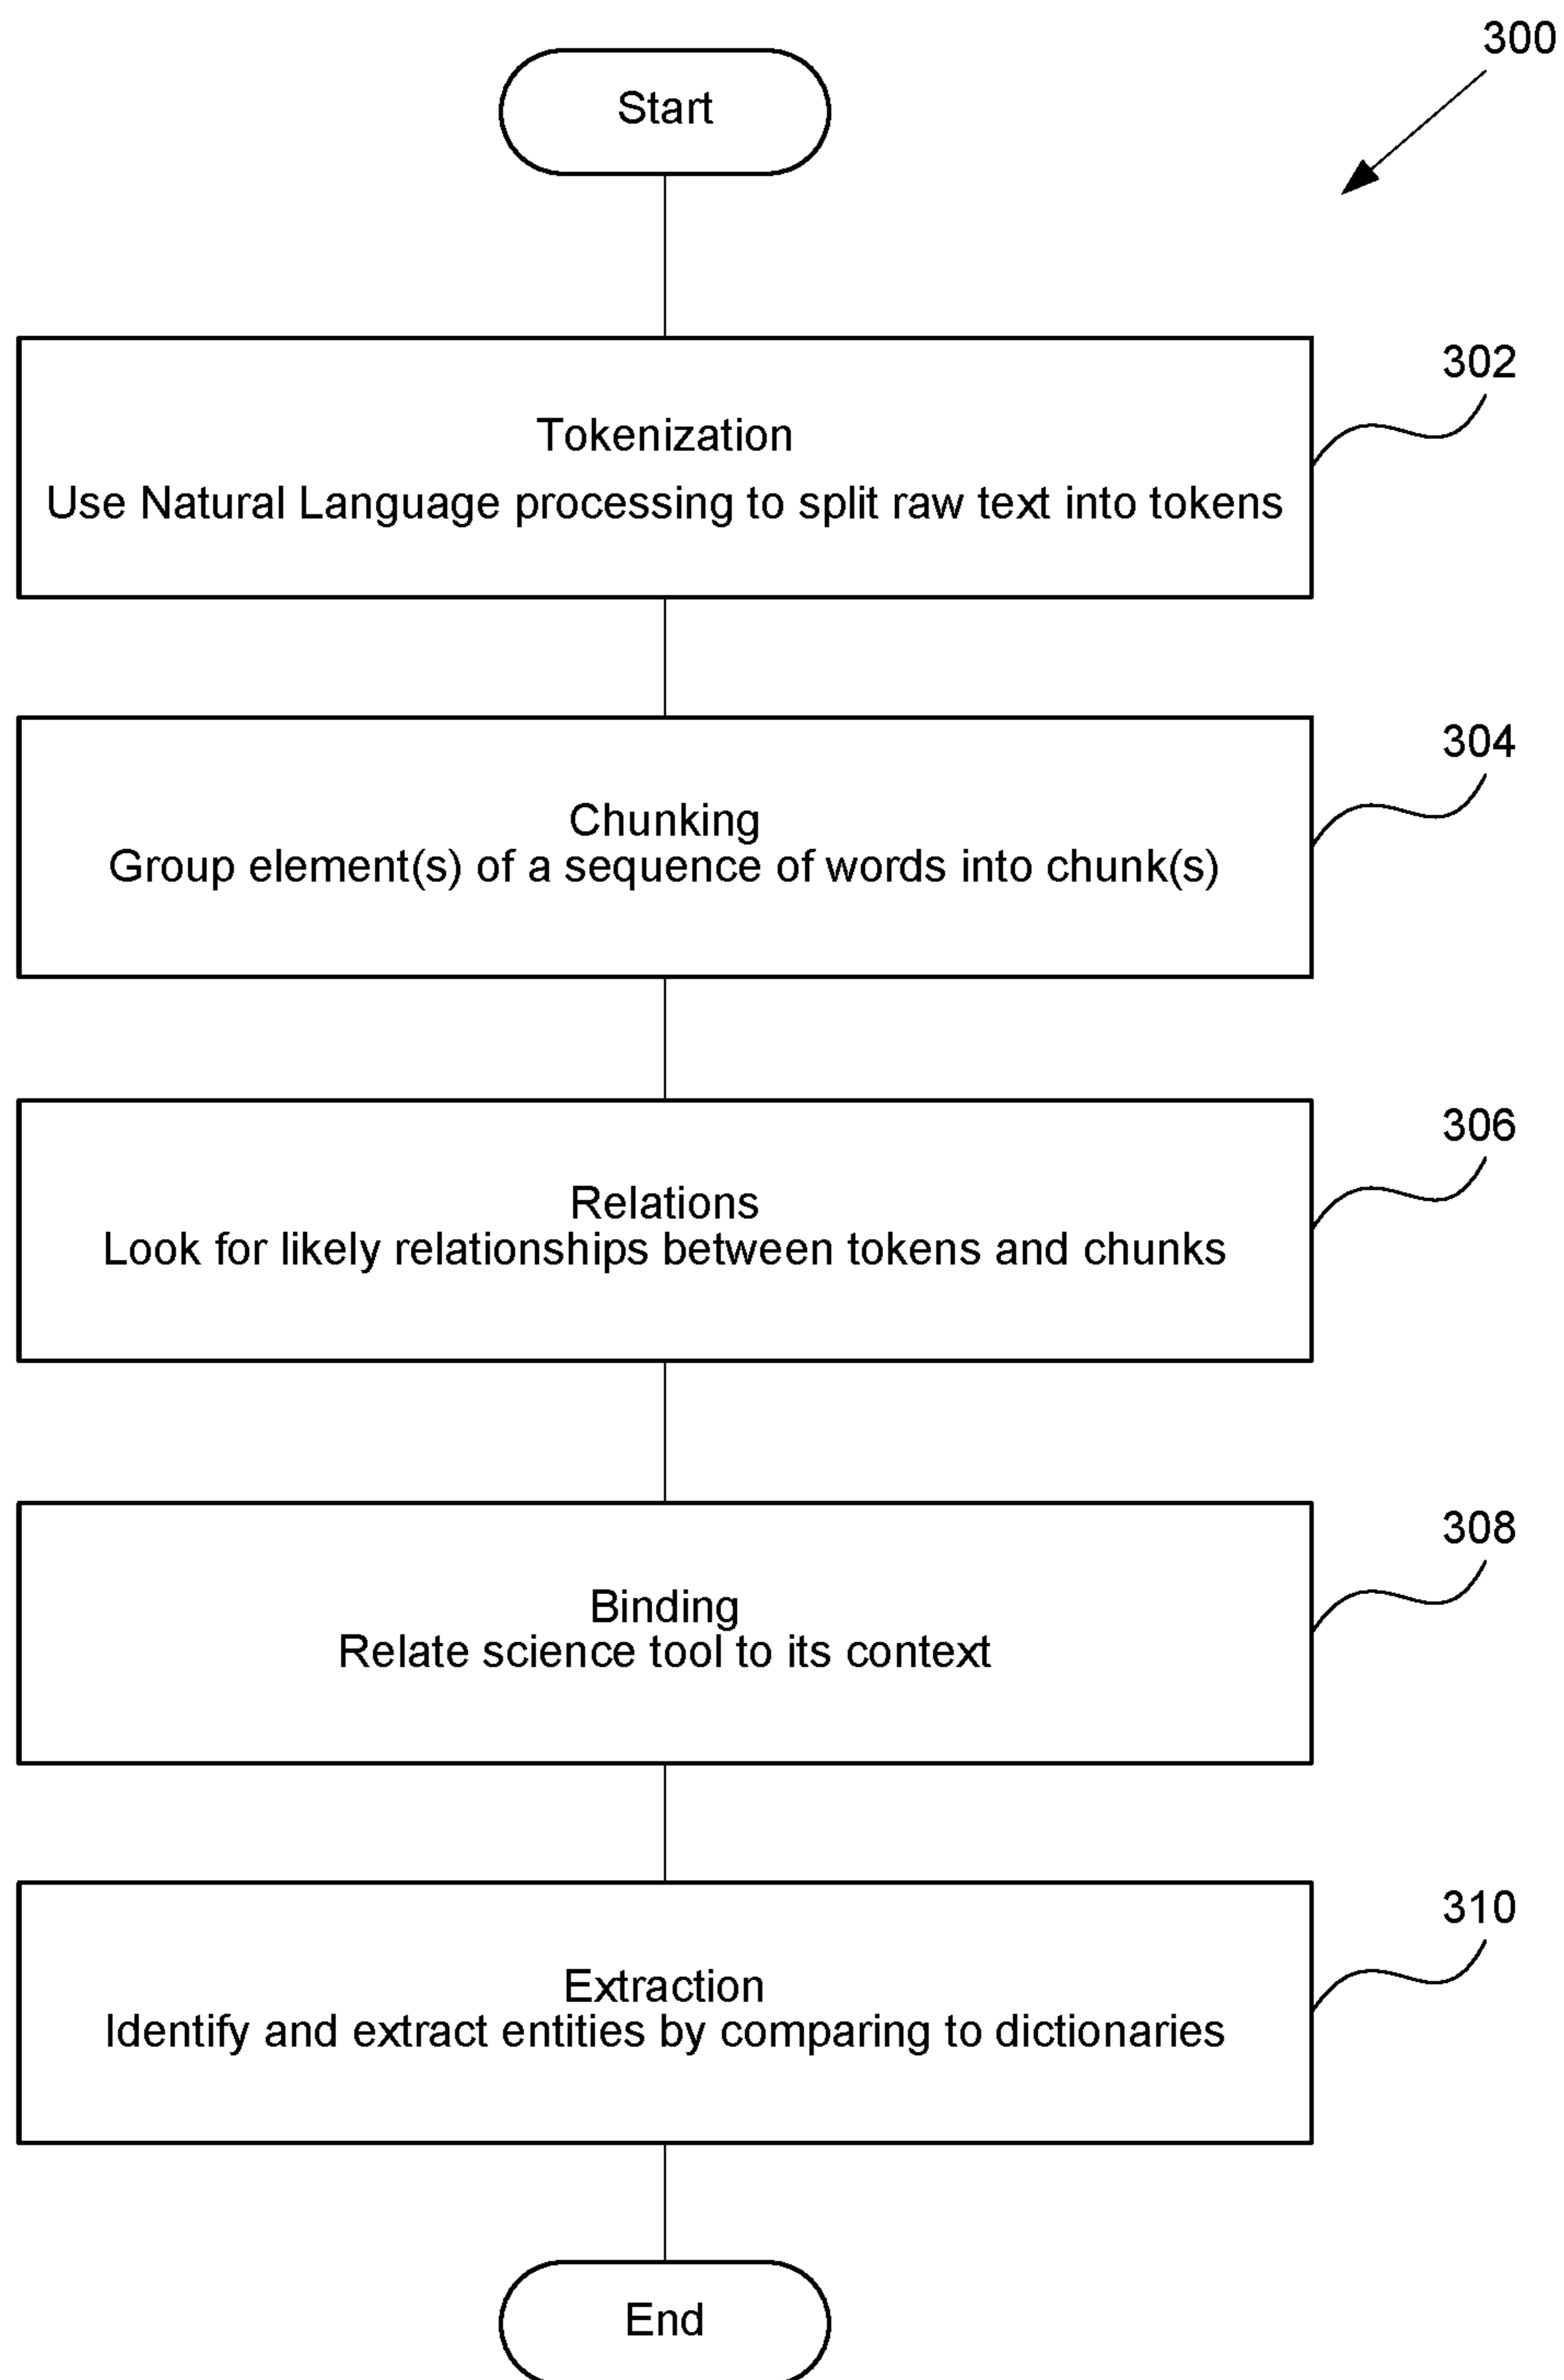 300
Start
302
Tokenization
Use Natural Language processing to split raw text into tokens
304
Chunking
Group element(s) of a sequence of words into chunk(s)
306
Relations
Look for likely relationships between tokens and chunks
308
Binding
Relate science tool to its context
310
Extraction
Identify and extract entities by comparing to dictionaries
End